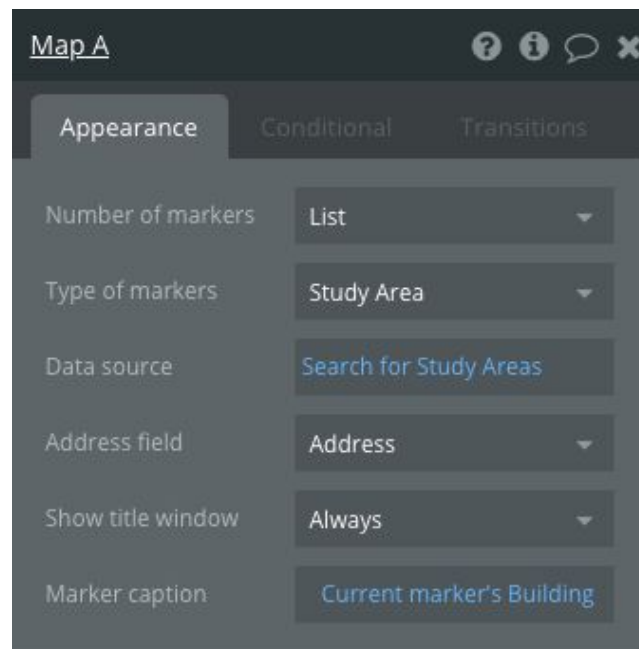 Map A
Appearance Conditional Transitions
Number of markers List
Type of markers Study Area
Data source Search for Study Areas
Address field Address
Show title window Always
Marker caption Current marker's Building